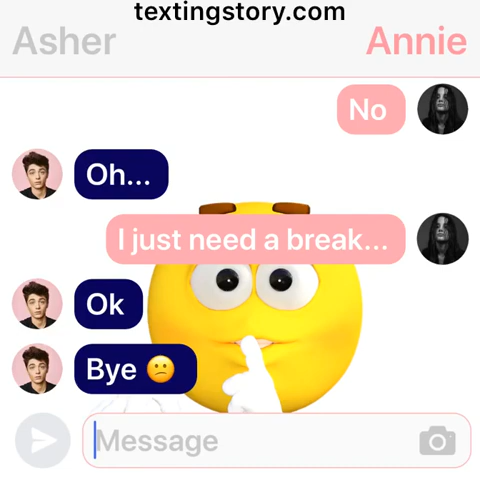 textingstory.com
Asher Annie
No
Oh...
I just need a break...
Ok
Bye 😕
Message